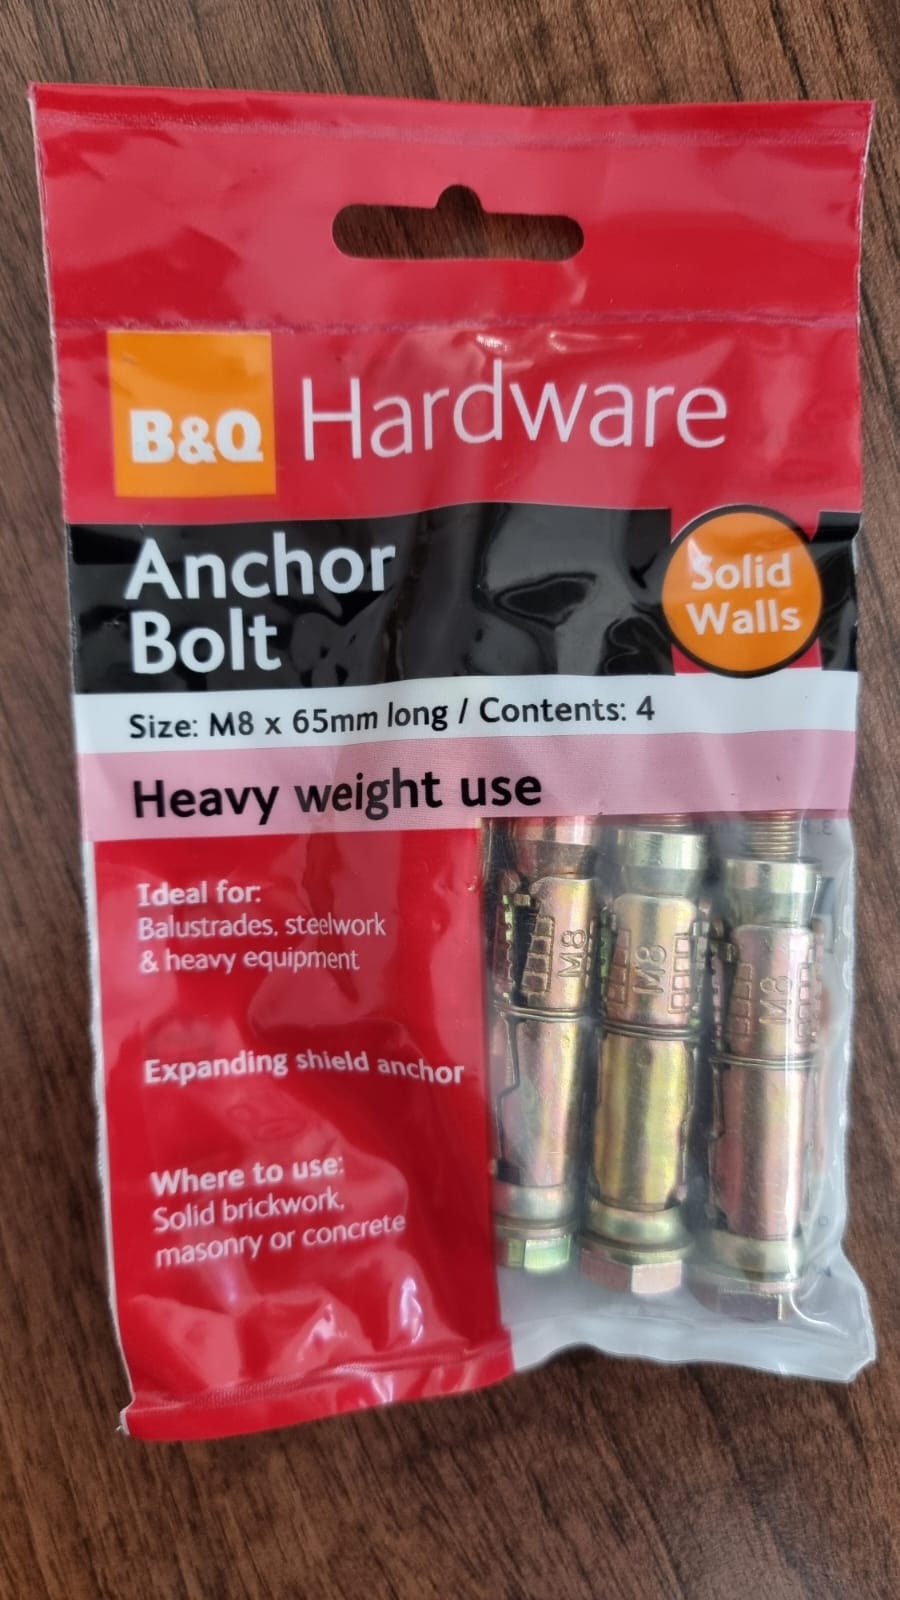 B&Q Hardware
Anchor
Bolt
Solid
Walls
Size: M8 x 65mm long / Contents: 4
Heavy weight use
Ideal for:
Balustrades, steelwork
& heavy equipment
Expanding shield anchor
Where to use:
Solid brickwork,
masonry or concrete
M8
M8
M8